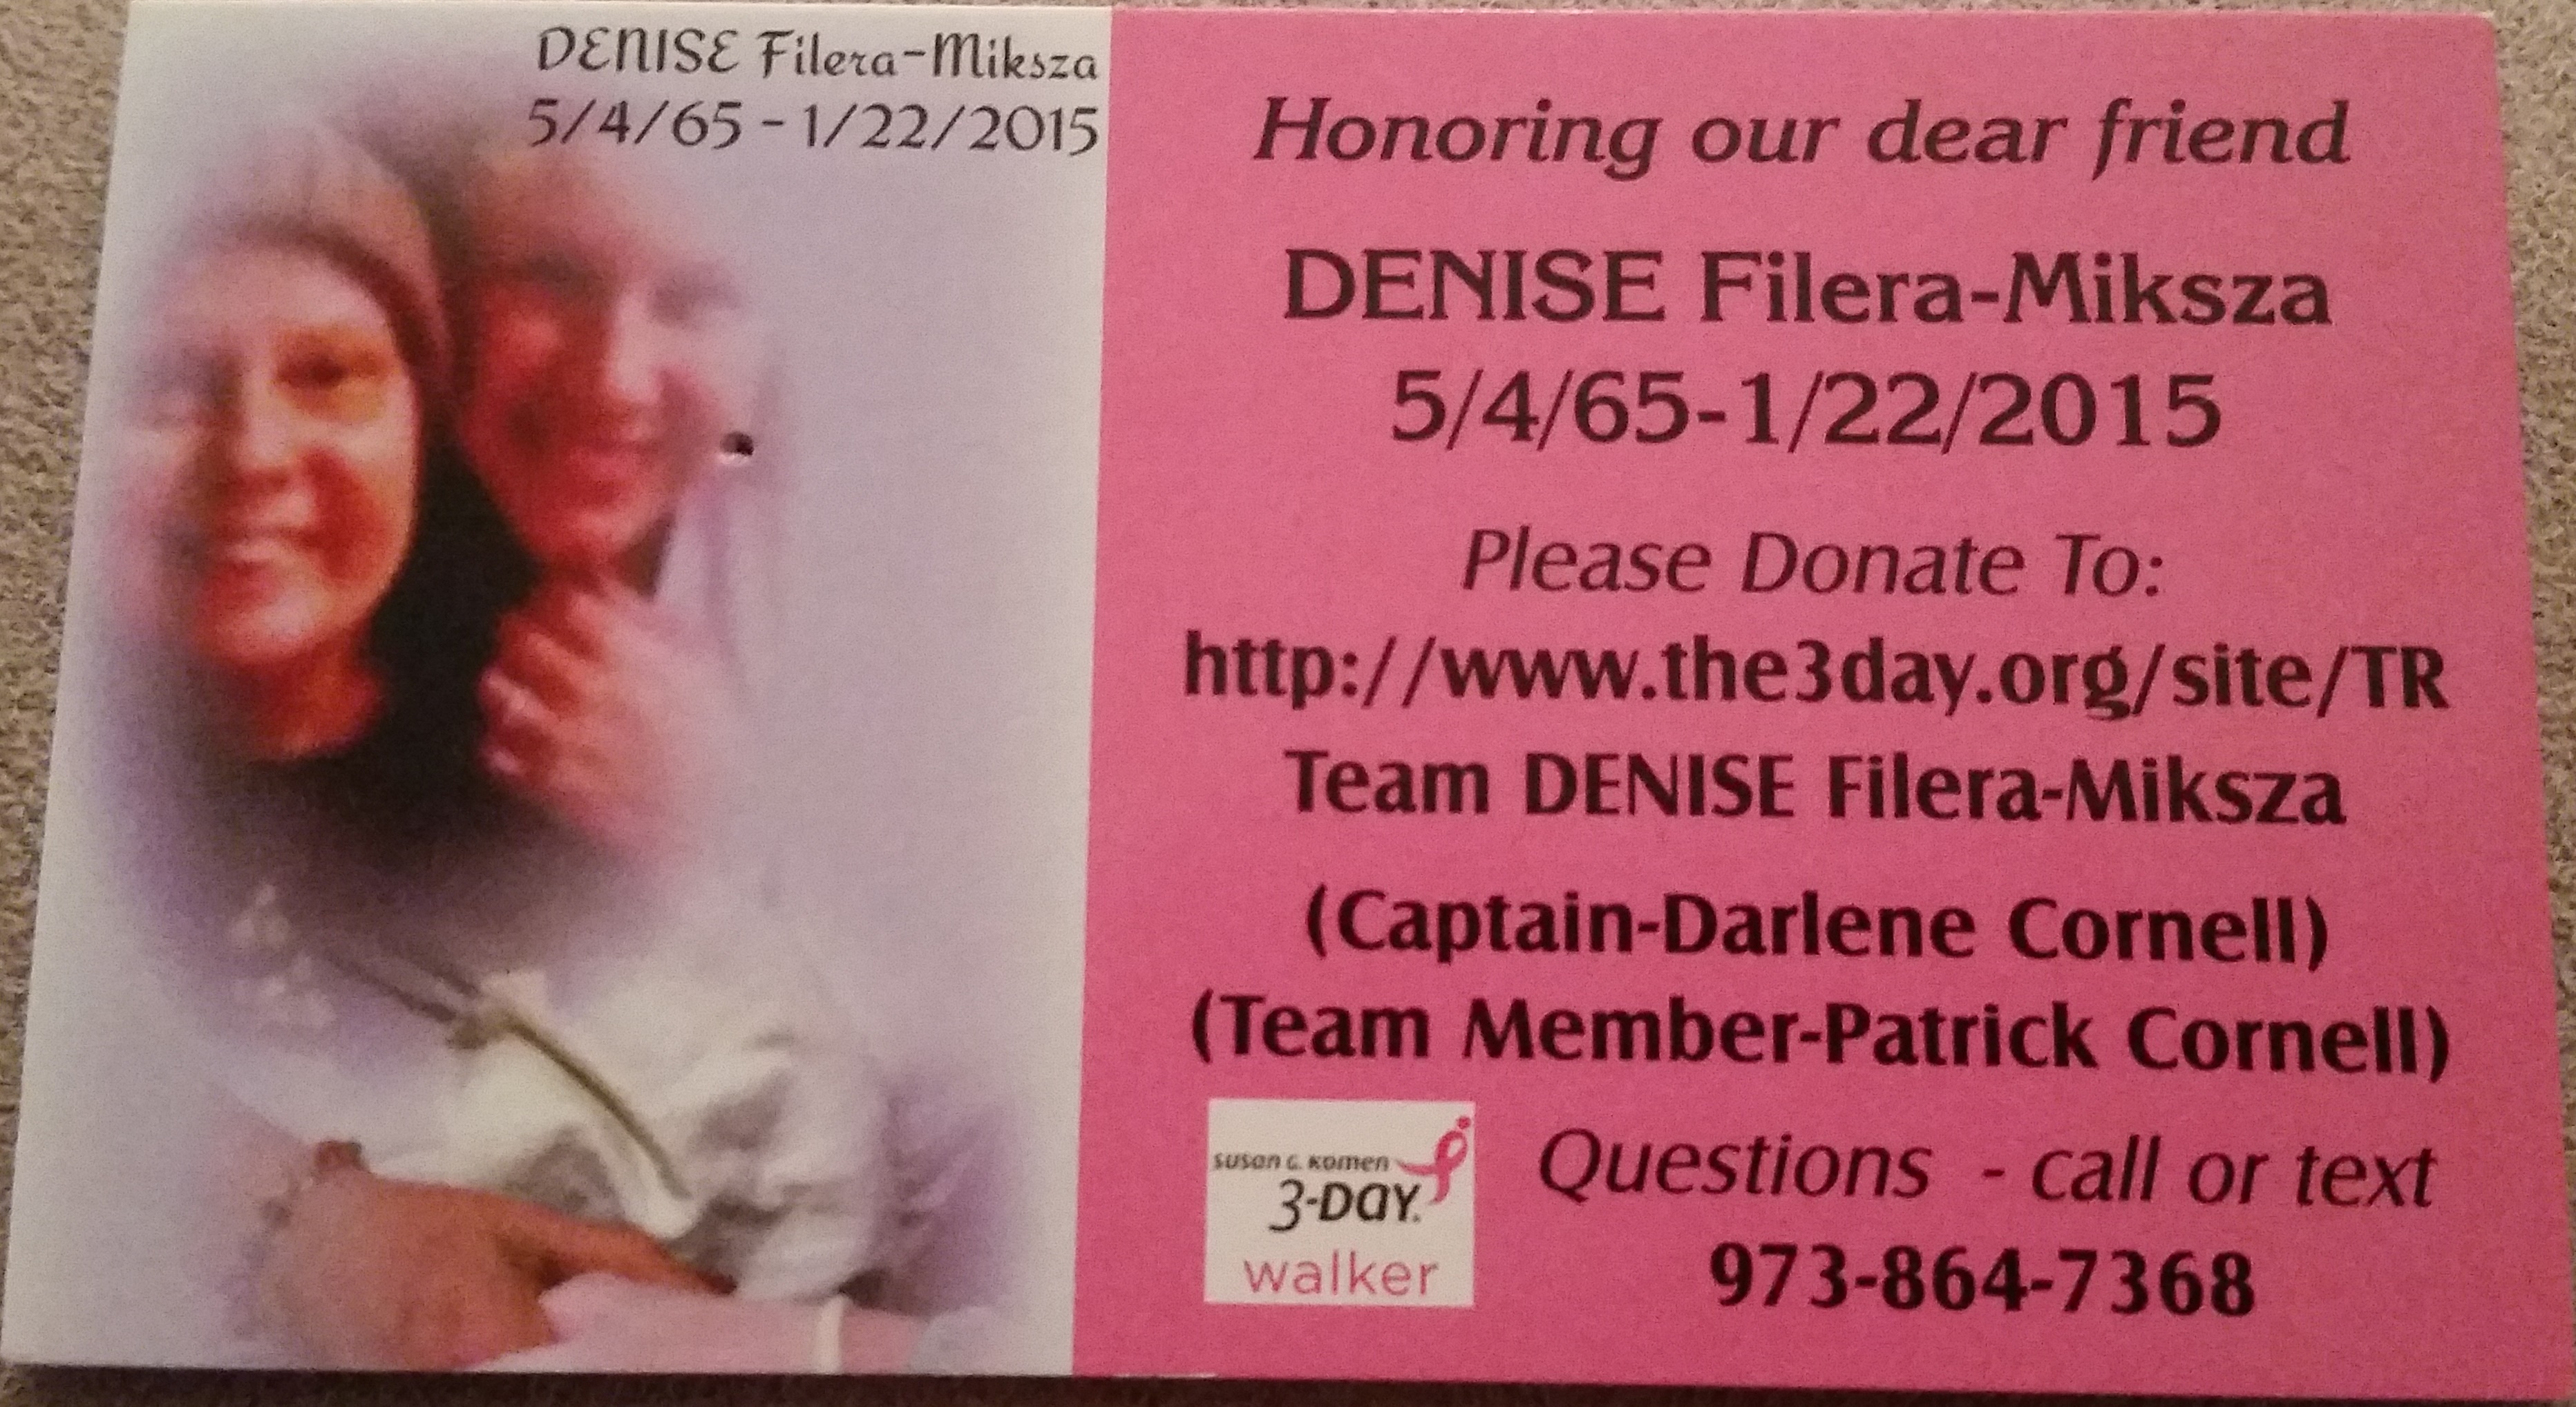 DENISE Filera-Miksza
5/4/65 - 1/22/2015
Honoring our dear friend
DENISE Filera-Miksza
5/4/65-1/22/2015
Please Donate To:
http://www.the3day.org/site/TR
Team DENISE Filera-Miksza
(Captain-Darlene Cornell)
(Team Member-Patrick Cornell)
susan G. komen
3-DAY.
walker
Questions - call or text
973-864-7368